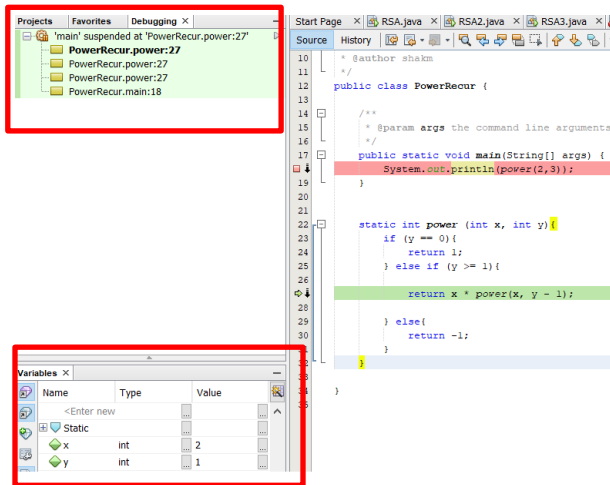 Projects Favorites Debugging ×
'main' suspended at 'PowerRecur.power:27'
PowerRecur.power:27
PowerRecur.power:27
PowerRecur.power:27
PowerRecur.main:18
Start Page × RSA.java × RSA2.java × RSA3.java ×
Source History
10 * @author shakm
11 */
12 public class PowerRecur {
13
14 /**
15 * @param args the command line arguments
16 */
17 public static void main(String[] args) {
System.out.println(power(2,3));
19 }
20
21
22 static int power (int x, int y){
23 if (y == 0){
24 return 1;
25 } else if (y >= 1){
26
return x * power(x, y - 1);
28
29 } else{
30 return -1;
}
32 }
}
Variables ×
Name Type Value
<Enter new
Static
x int ... 2 ...
y int ... 1 ...